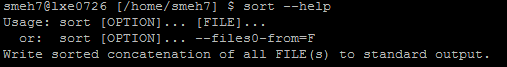 smeh7@lxe0726 [/home/smeh7] $ sort --help
Usage: sort [OPTION]... [FILE]...
  or:  sort [OPTION]... --files0-from=F
Write sorted concatenation of all FILE(s) to standard output.